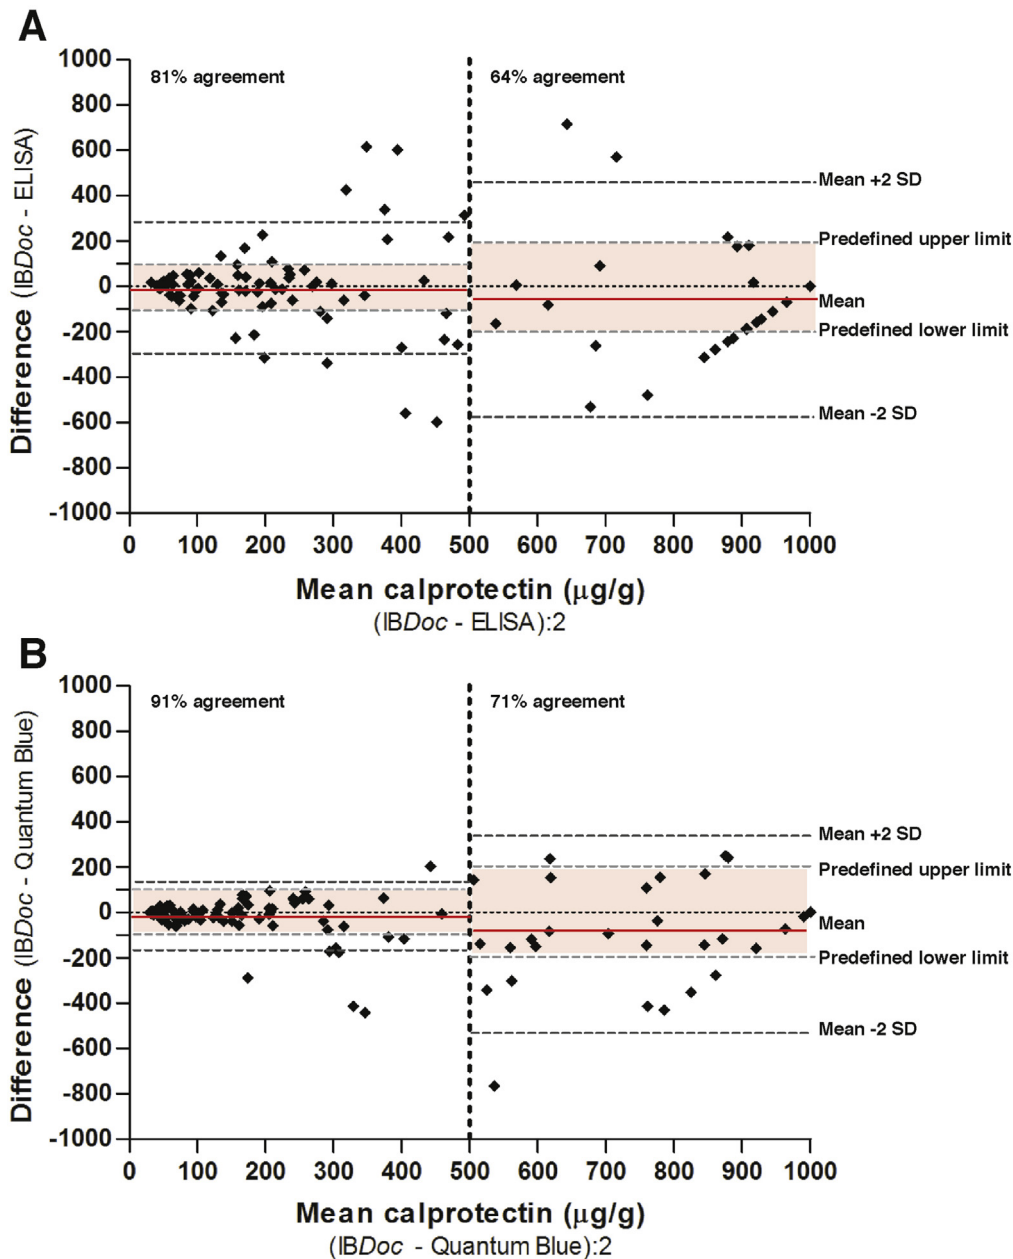 A
1000
81% agreement
64% agreement
800
600
400
Mean +2 SD
200
Predefined upper limit
0
Mean
-200
Predefined lower limit
-400
Mean -2 SD
-600
-800
-1000
Difference (IBDoc - ELISA)
0 100 200 300 400 500 600 700 800 900 1000
Mean calprotectin (μg/g)
(IBDoc - ELISA):2
B
1000
91% agreement
71% agreement
800
600
400
Mean +2 SD
200
Predefined upper limit
0
Mean
-200
Predefined lower limit
-400
Mean -2 SD
-600
-800
-1000
Difference (IBDoc - Quantum Blue)
0 100 200 300 400 500 600 700 800 900 1000
Mean calprotectin (μg/g)
(IBDoc - Quantum Blue):2